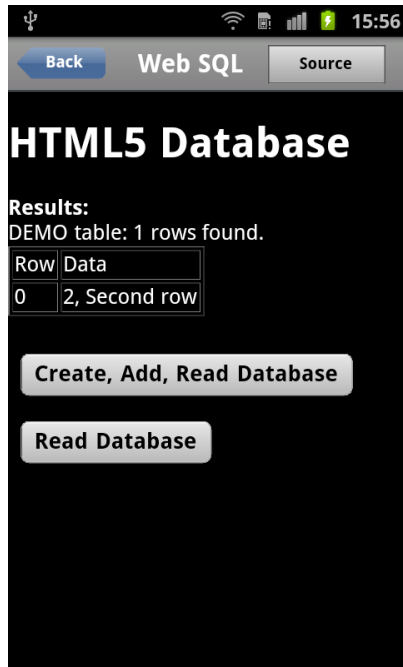 15:56
Back Web SQL Source
HTML5 Database
Results:
DEMO table: 1 rows found.
Row Data
0 2, Second row
Create, Add, Read Database
Read Database